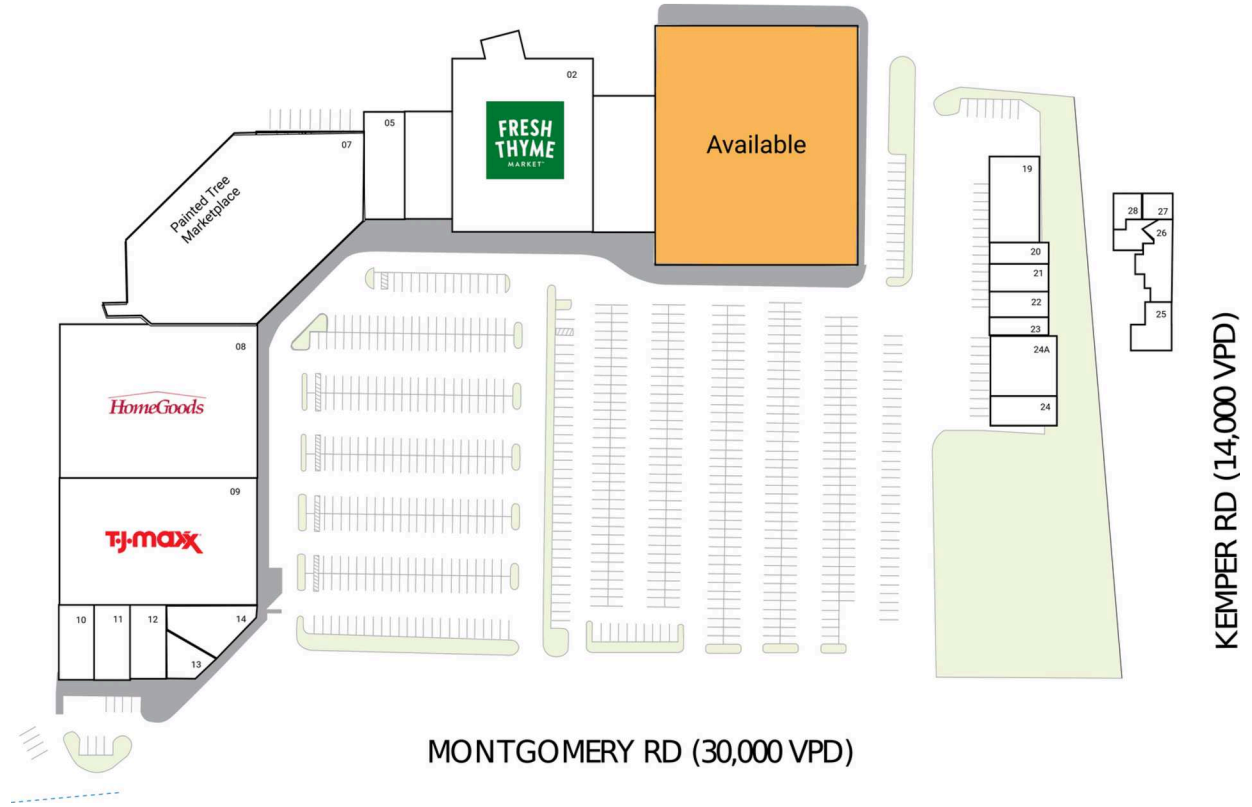 02
FRESH
THYME
MARKET
Available
05
07
Painted Tree
Marketplace
19
20
21
22
23
24A
24
28
27
26
25
08
HomeGoods
09
T·J·maxx
10
11
12
14
13
KEMPER RD (14,000 VPD)
MONTGOMERY RD (30,000 VPD)